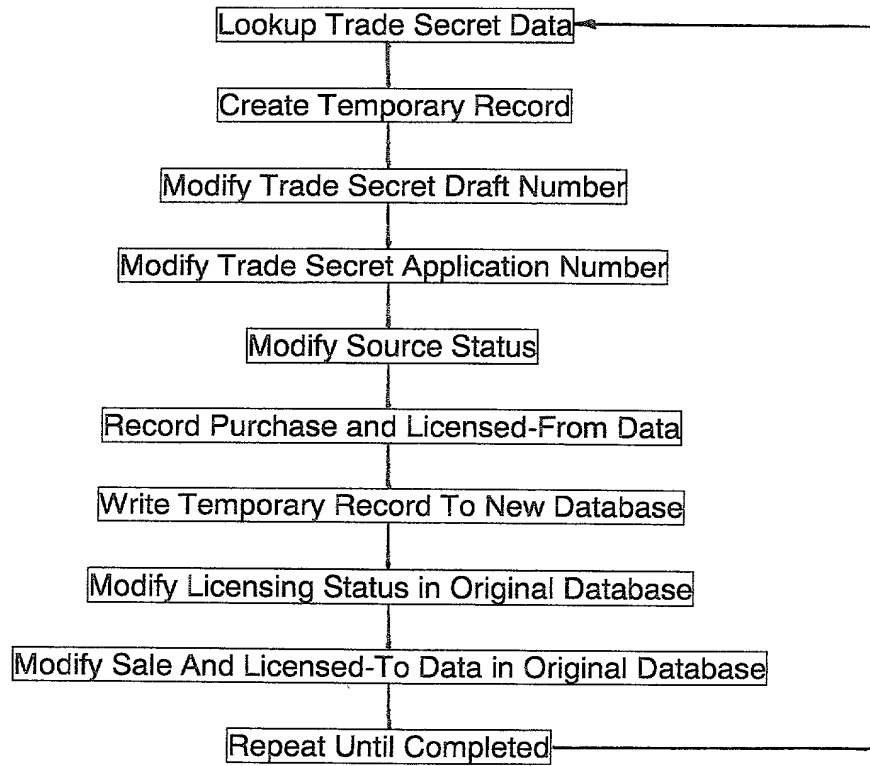 Lookup Trade Secret Data
Create Temporary Record
Modify Trade Secret Draft Number
Modify Trade Secret Application Number
Modify Source Status
Record Purchase and Licensed-From Data
Write Temporary Record To New Database
Modify Licensing Status in Original Database
Modify Sale And Licensed-To Data in Original Database
Repeat Until Completed